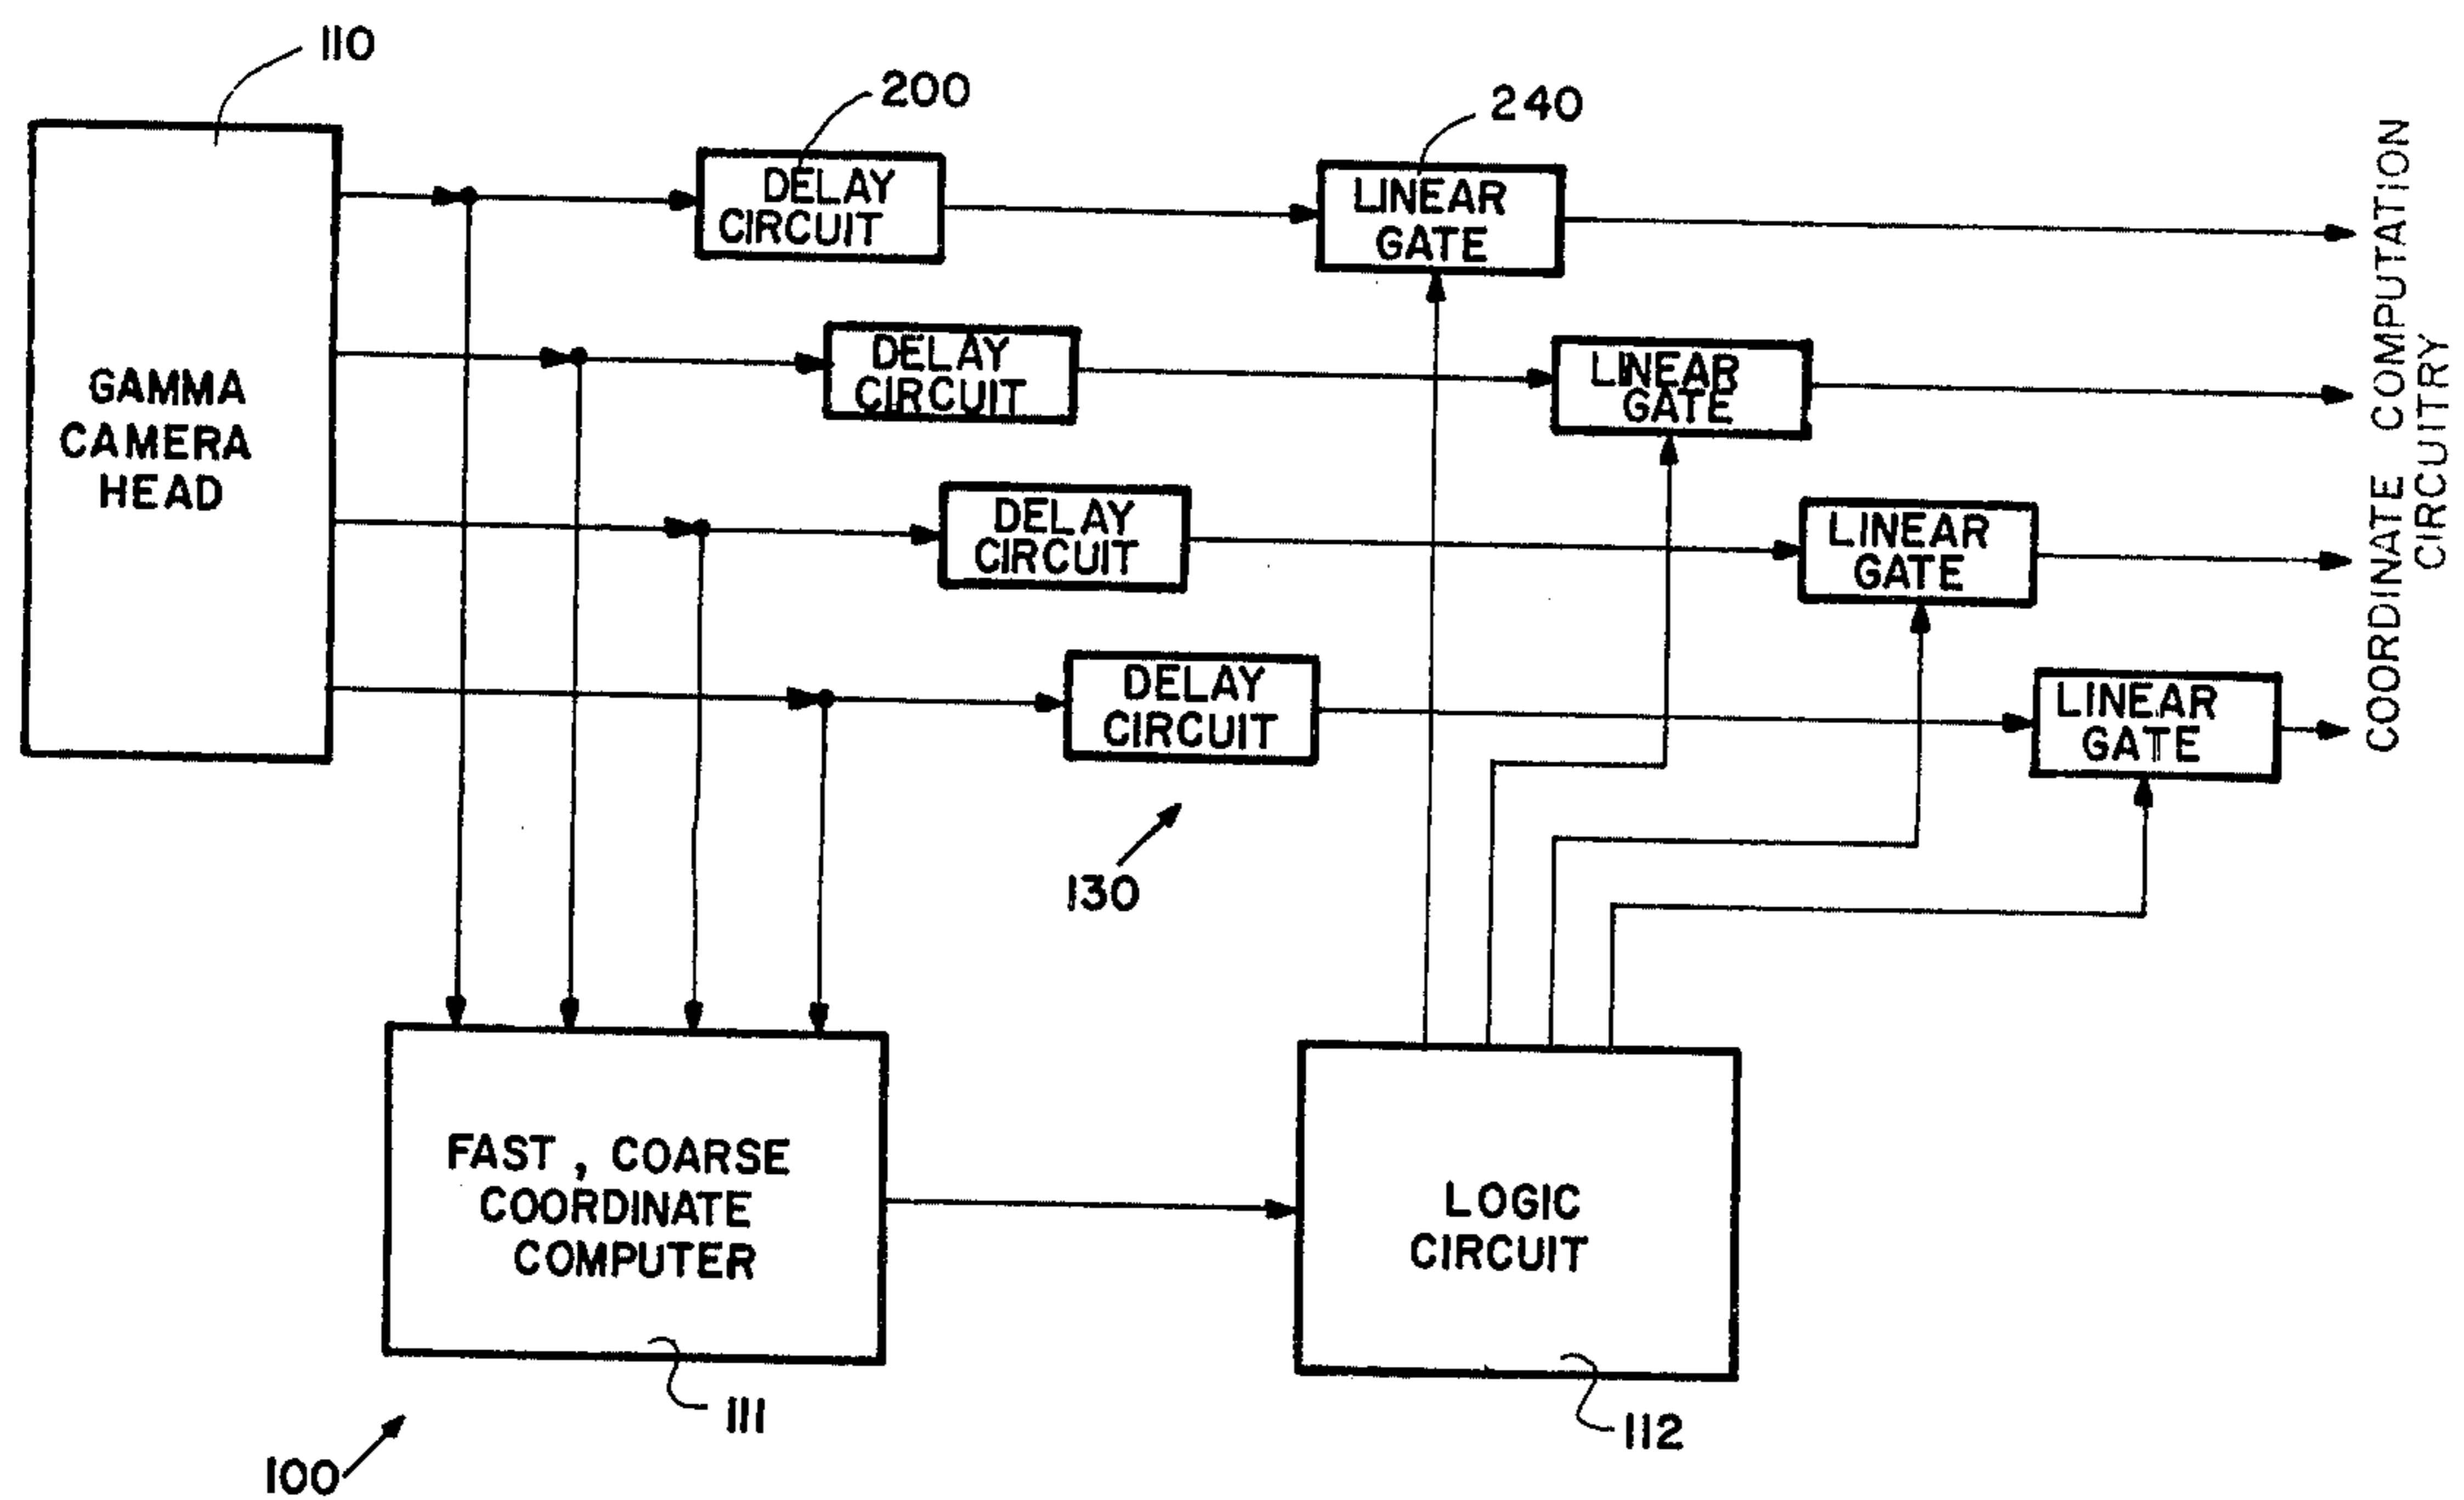 110
200
240
DELAY
CIRCUIT
LINEAR
GATE
DELAY
CIRCUIT
LINEAR
GATE
GAMMA
CAMERA
HEAD
DELAY
CIRCUIT
LINEAR
GATE
DELAY
CIRCUIT
LINEAR
GATE
COORDINATE COMPUTATION
CIRCUITRY
130
FAST, COARSE
COORDINATE
COMPUTER
LOGIC
CIRCUIT
111
112
100